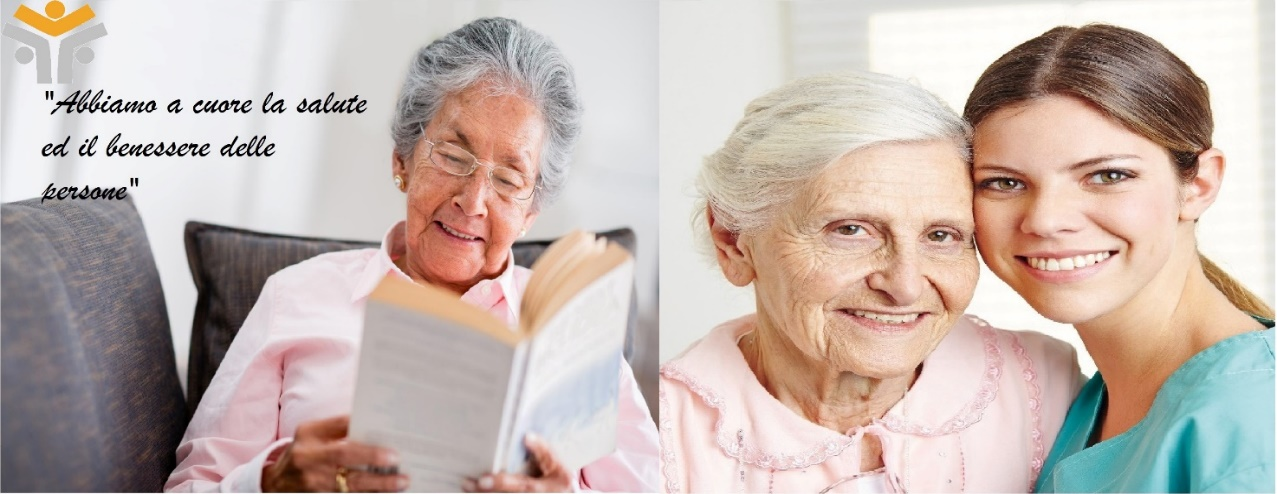 "Abbiamo a cuore la salute
ed il benessere delle
persone"